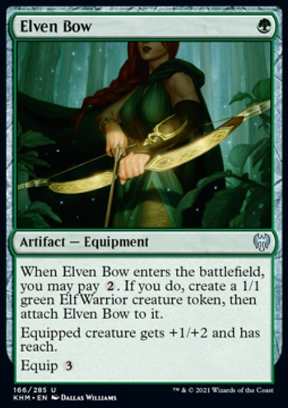 Elven Bow
Artifact — Equipment
When Elven Bow enters the battlefield,
you may pay 2. If you do, create a 1/1
green Elf Warrior creature token, then
attach Elven Bow to it.
Equipped creature gets +1/+2 and has
reach.
Equip 3
166/285 U
KHM • EN DALLAS WILLIAMS
™ & © 2021 Wizards of the Coast